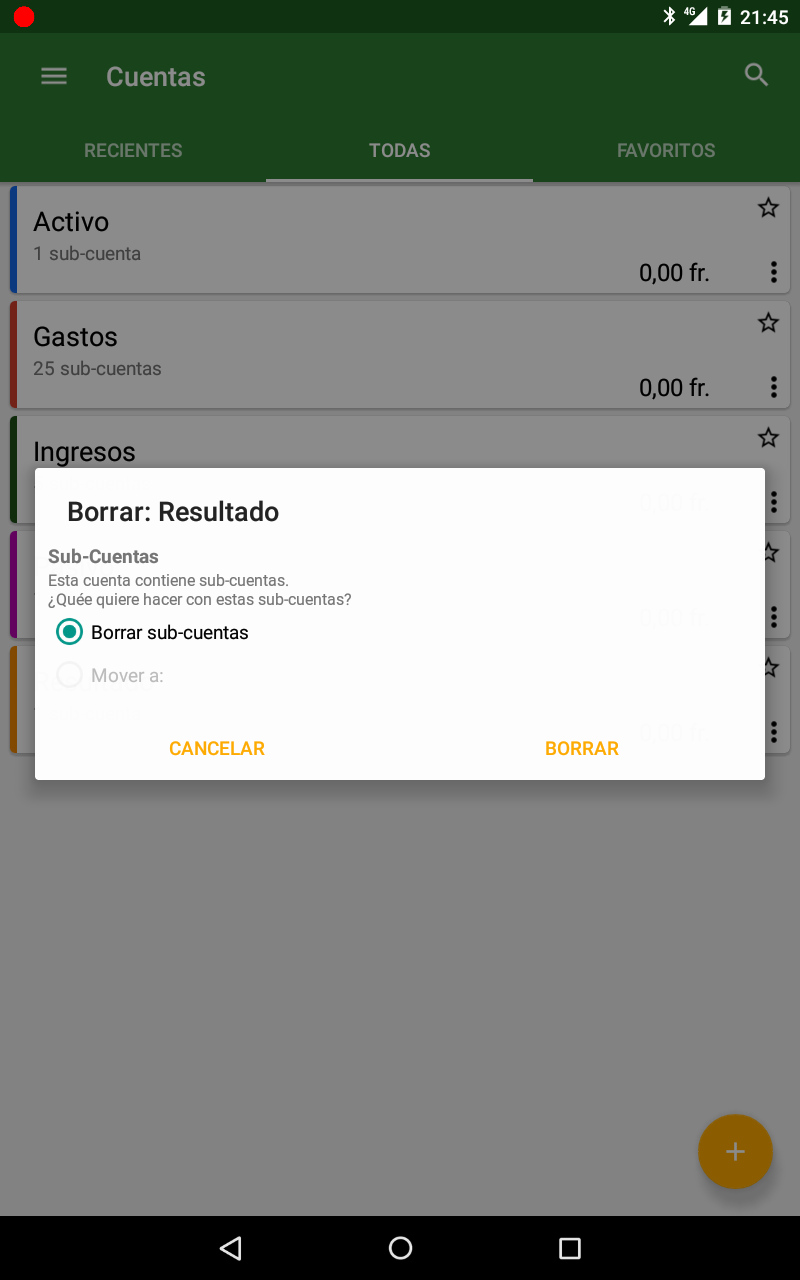 4G 21:45
Cuentas
RECIENTES TODAS FAVORITOS
Activo
1 sub-cuenta
0,00 fr.
Gastos
25 sub-cuentas
0,00 fr.
Ingresos
Borrar: Resultado
Sub-Cuentas
Esta cuenta contiene sub-cuentas.
¿Quée quiere hacer con estas sub-cuentas?
Borrar sub-cuentas
Mover a:
CANCELAR BORRAR